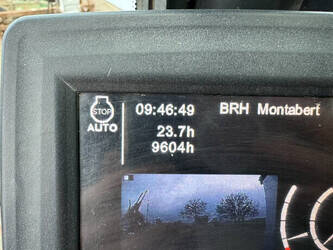 STOP
AUTO
09:46:49 BRH Montabert
23.7h
9604h